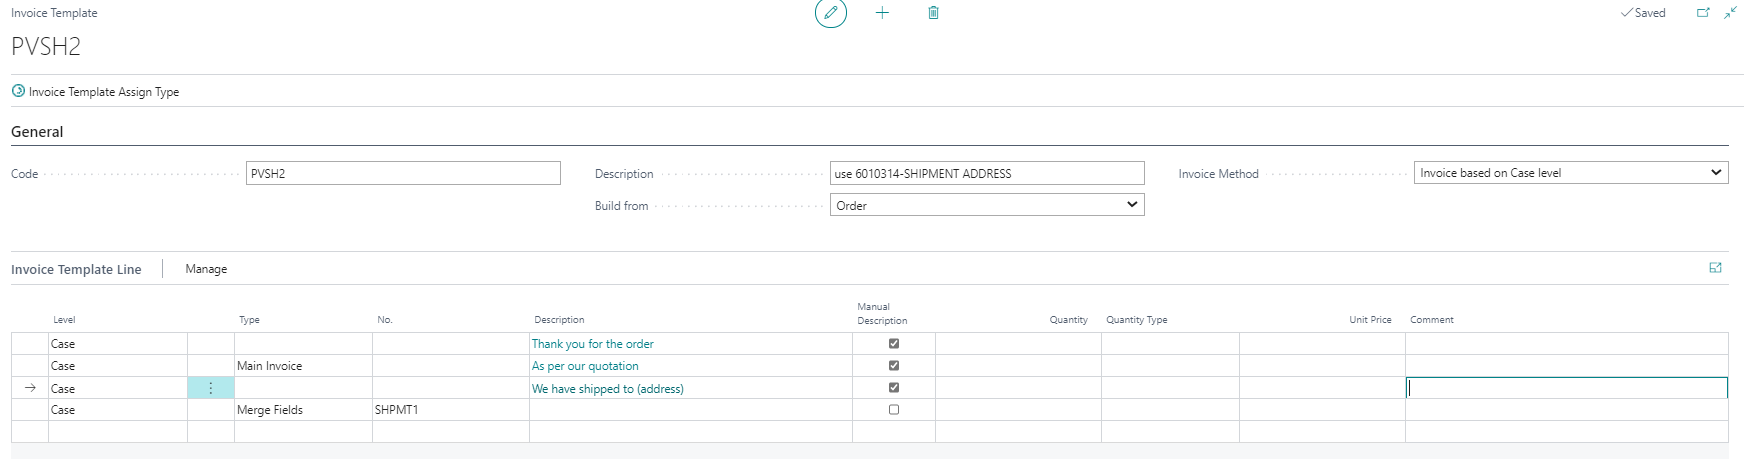 Invoice Template
Saved
PVSH2
Invoice Template Assign Type
General
Code PVSH2 Description use 6010314-SHIPMENT ADDRESS Invoice Method Invoice based on Case level
Build from Order
Invoice Template Line Manage
Level Type No. Description Manual Description Quantity Quantity Type Unit Price Comment
Case Thank you for the order
Case Main Invoice As per our quotation
Case We have shipped to (address)
Case Merge Fields SHPMT1